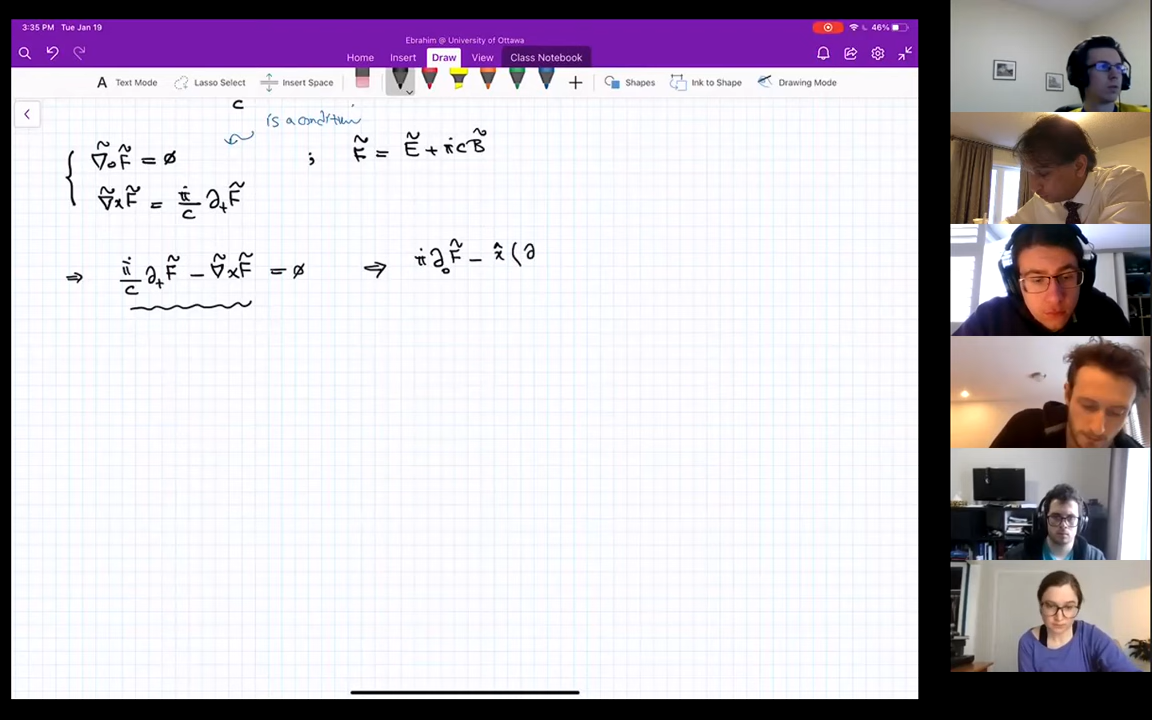 3:35 PM Tue Jan 19
46%
Ebrahim @ University of Ottawa
Home Insert Draw View Class Notebook
A Text Mode Lasso Select Insert Space Shapes Ink to Shape Drawing Mode
c
is a condition
{ ∇̃∘F̃ = ∅ ; F̃ = Ẽ + icB̃
∇̃×F̃ = i/c ∂ₜF̃
⇒ i/c ∂ₜF̃ − ∇̃×F̃ = ∅ ⇒ i∂₀F̃ − x̂(∂